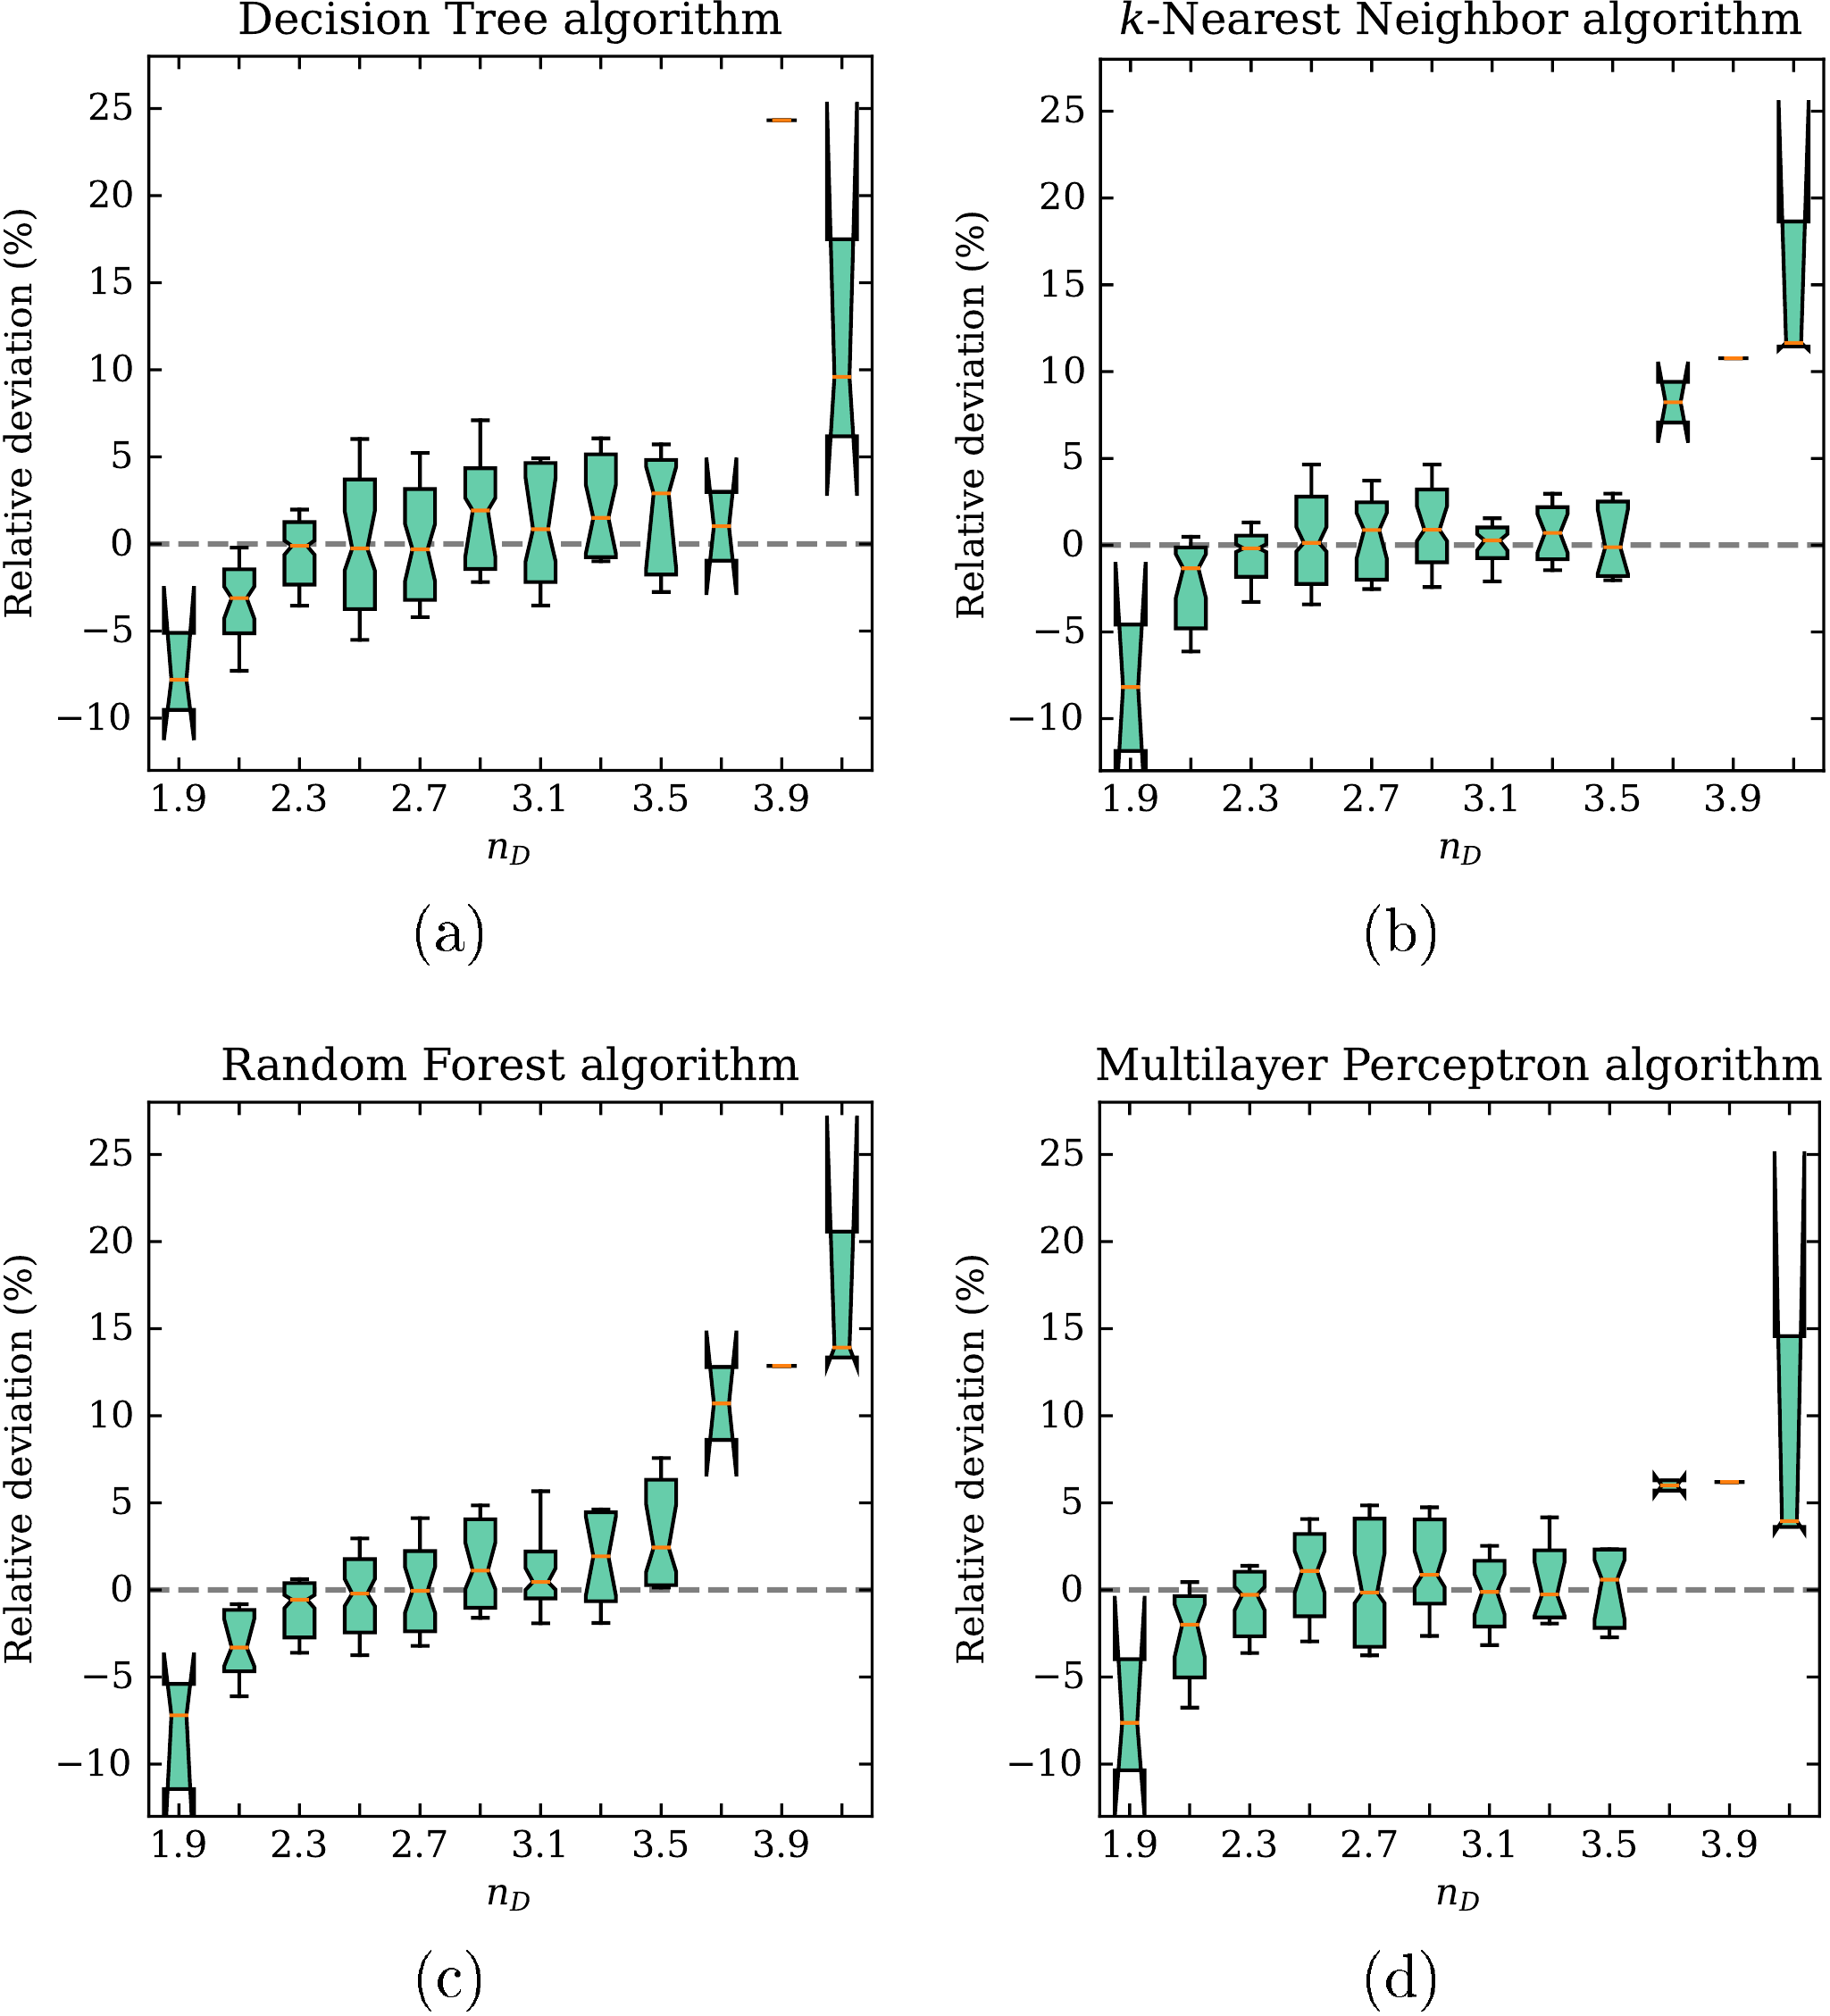 Decision Tree algorithm
Relative deviation (%)
25
20
15
10
5
0
−5
−10
1.9 2.3 2.7 3.1 3.5 3.9
n_D
(a)
k-Nearest Neighbor algorithm
Relative deviation (%)
25
20
15
10
5
0
−5
−10
1.9 2.3 2.7 3.1 3.5 3.9
n_D
(b)
Random Forest algorithm
Relative deviation (%)
25
20
15
10
5
0
−5
−10
1.9 2.3 2.7 3.1 3.5 3.9
n_D
(c)
Multilayer Perceptron algorithm
Relative deviation (%)
25
20
15
10
5
0
−5
−10
1.9 2.3 2.7 3.1 3.5 3.9
n_D
(d)